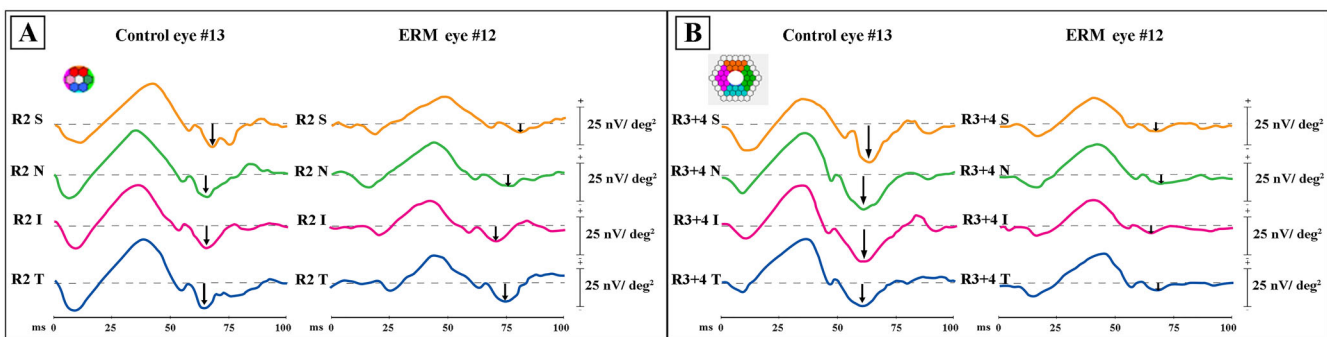 A
Control eye #13
ERM eye #12
R2 S
R2 S
+
25 nV/ deg²
-
R2 N
R2 N
+
25 nV/ deg²
-
R2 I
R2 I
+
25 nV/ deg²
-
R2 T
R2 T
+
25 nV/ deg²
-
ms 0 25 50 75 100 0 25 50 75 100
B
Control eye #13
ERM eye #12
R3+4 S
R3+4 S
+
25 nV/ deg²
-
R3+4 N
R3+4 N
+
25 nV/ deg²
-
R3+4 I
R3+4 I
+
25 nV/ deg²
-
R3+4 T
R3+4 T
+
25 nV/ deg²
-
ms 0 25 50 75 100 0 25 50 75 100